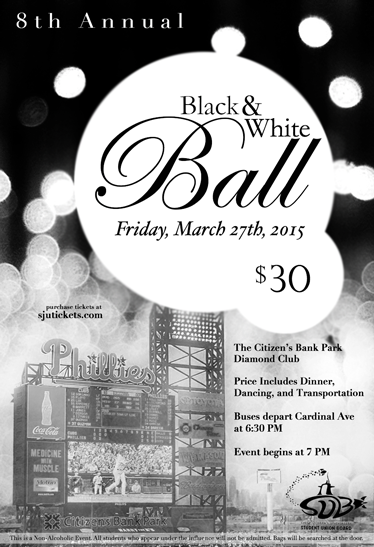 8th Annual
Black &
White
Ball
Friday, March 27th, 2015
$30
purchase tickets at
sjutickets.com
The Citizen's Bank Park
Diamond Club
Price Includes Dinner,
Dancing, and Transportation
Buses depart Cardinal Ave
at 6:30 PM
Event begins at 7 PM
Phillies
Coca-Cola
MEDICINE
WITH
MUSCLE
Citizens Bank Park
SUB
STUDENT UNION BOARD
This is a Non-Alcoholic Event. All students who appear under the influence will not be admitted. Bags will be searched at the door.